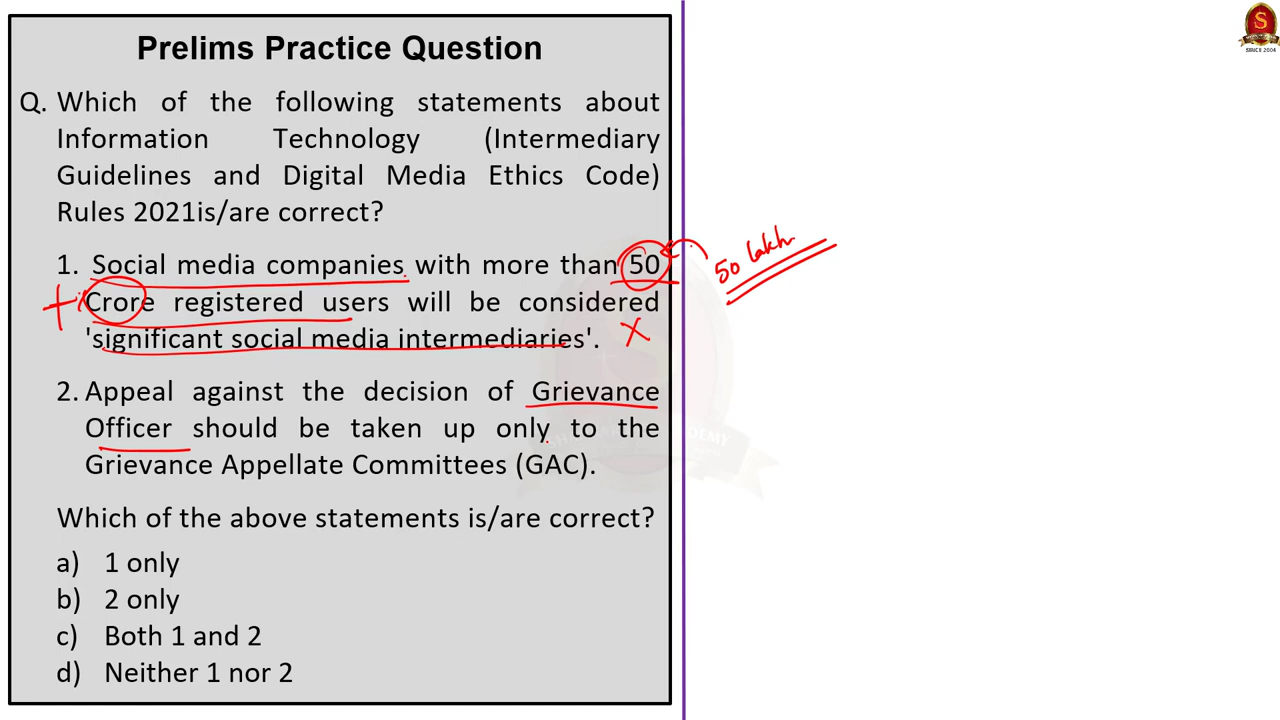 Prelims Practice Question
Q. Which of the following statements about
Information Technology (Intermediary
Guidelines and Digital Media Ethics Code)
Rules 2021is/are correct?
1. Social media companies with more than 50
Crore registered users will be considered
'significant social media intermediaries'.
50 lakh
2. Appeal against the decision of Grievance
Officer should be taken up only to the
Grievance Appellate Committees (GAC).
Which of the above statements is/are correct?
a) 1 only
b) 2 only
c) Both 1 and 2
d) Neither 1 nor 2
S
SINCE 2004